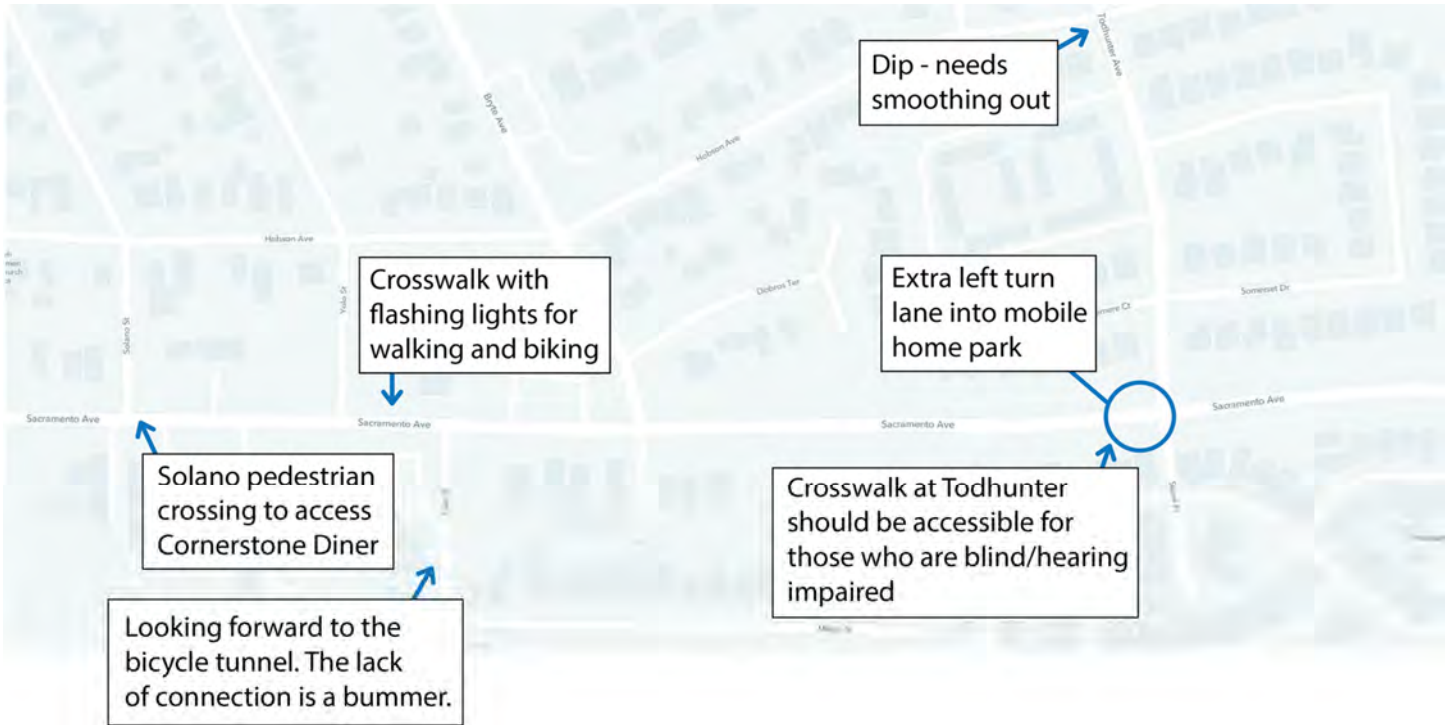 Todhunter Ave
Dip - needs
smoothing out
Bryte Ave
Hobson Ave
Hobson Ave
Crosswalk with
flashing lights for
walking and biking
Extra left turn
lane into mobile
home park
Dobros Ter
Somerset Dr
Solano St
Yolo St
Sacramento Ave
Sacramento Ave
Sacramento Ave
Sacramento Ave
Solano pedestrian
crossing to access
Cornerstone Diner
Crosswalk at Todhunter
should be accessible for
those who are blind/hearing
impaired
Looking forward to the
bicycle tunnel. The lack
of connection is a bummer.